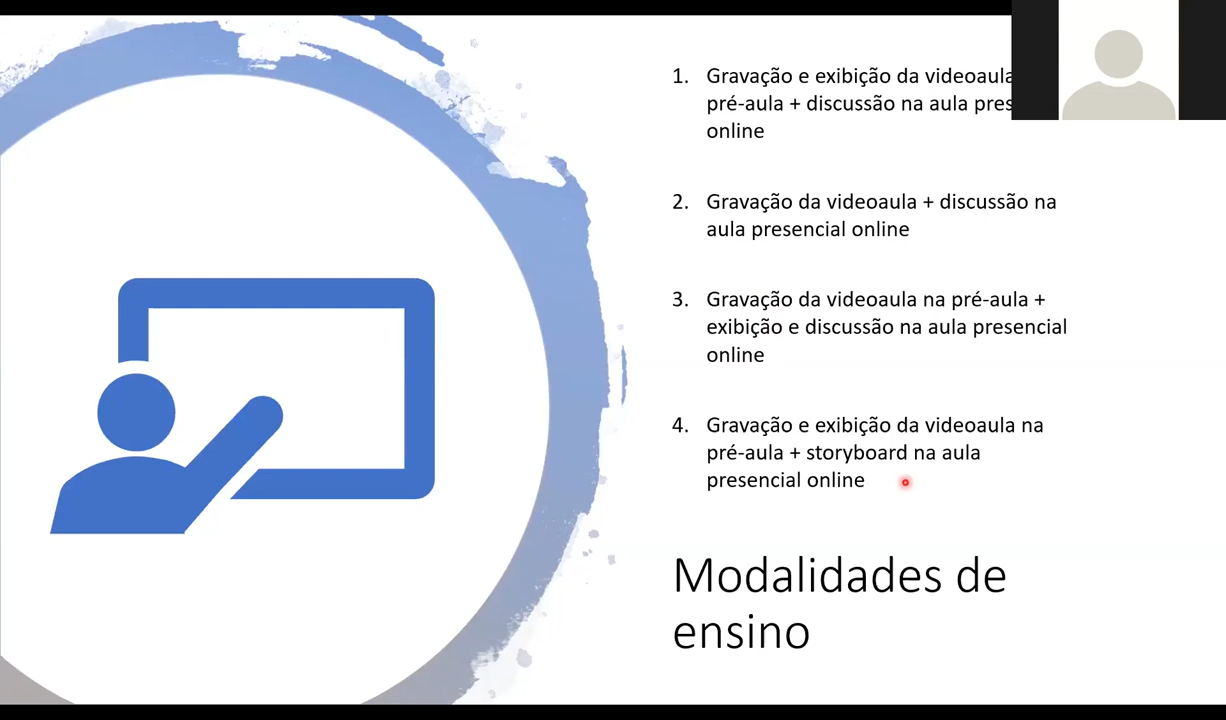 1. Gravação e exibição da videoaula
pré-aula + discussão na aula
online
2. Gravação da videoaula + discussão na
aula presencial online
3. Gravação da videoaula na pré-aula +
exibição e discussão na aula presencial
online
4. Gravação e exibição da videoaula na
pré-aula + storyboard na aula
presencial online
Modalidades de
ensino